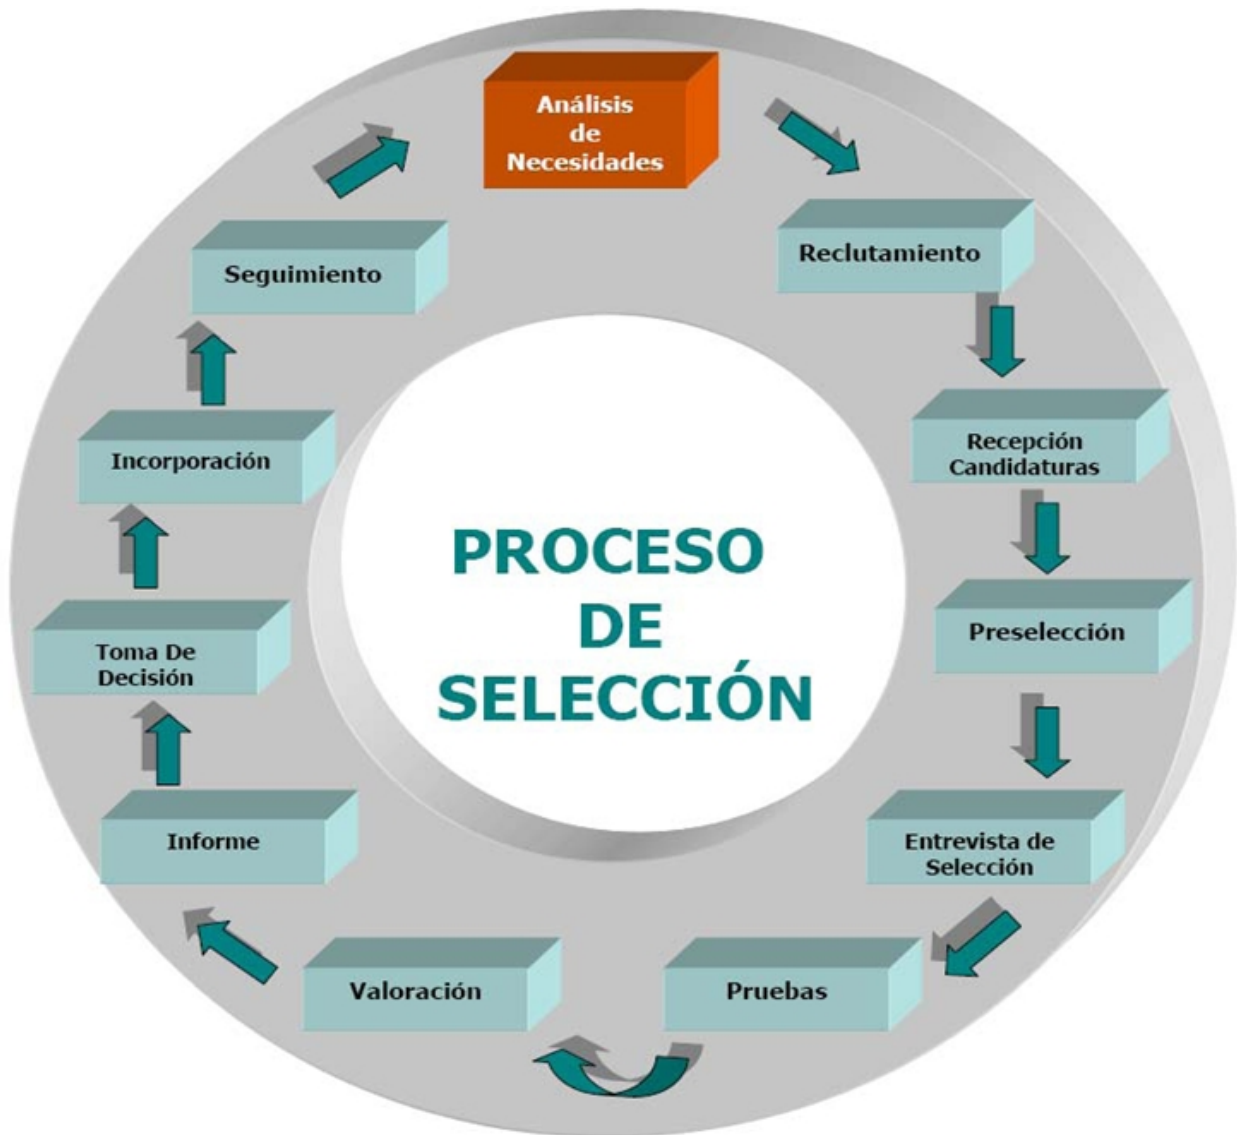 Análisis
de
Necesidades
Reclutamiento
Recepción
Candidaturas
Preselección
Entrevista de
Selección
Pruebas
Valoración
Informe
Toma De
Decisión
Incorporación
Seguimiento
PROCESO
DE
SELECCIÓN